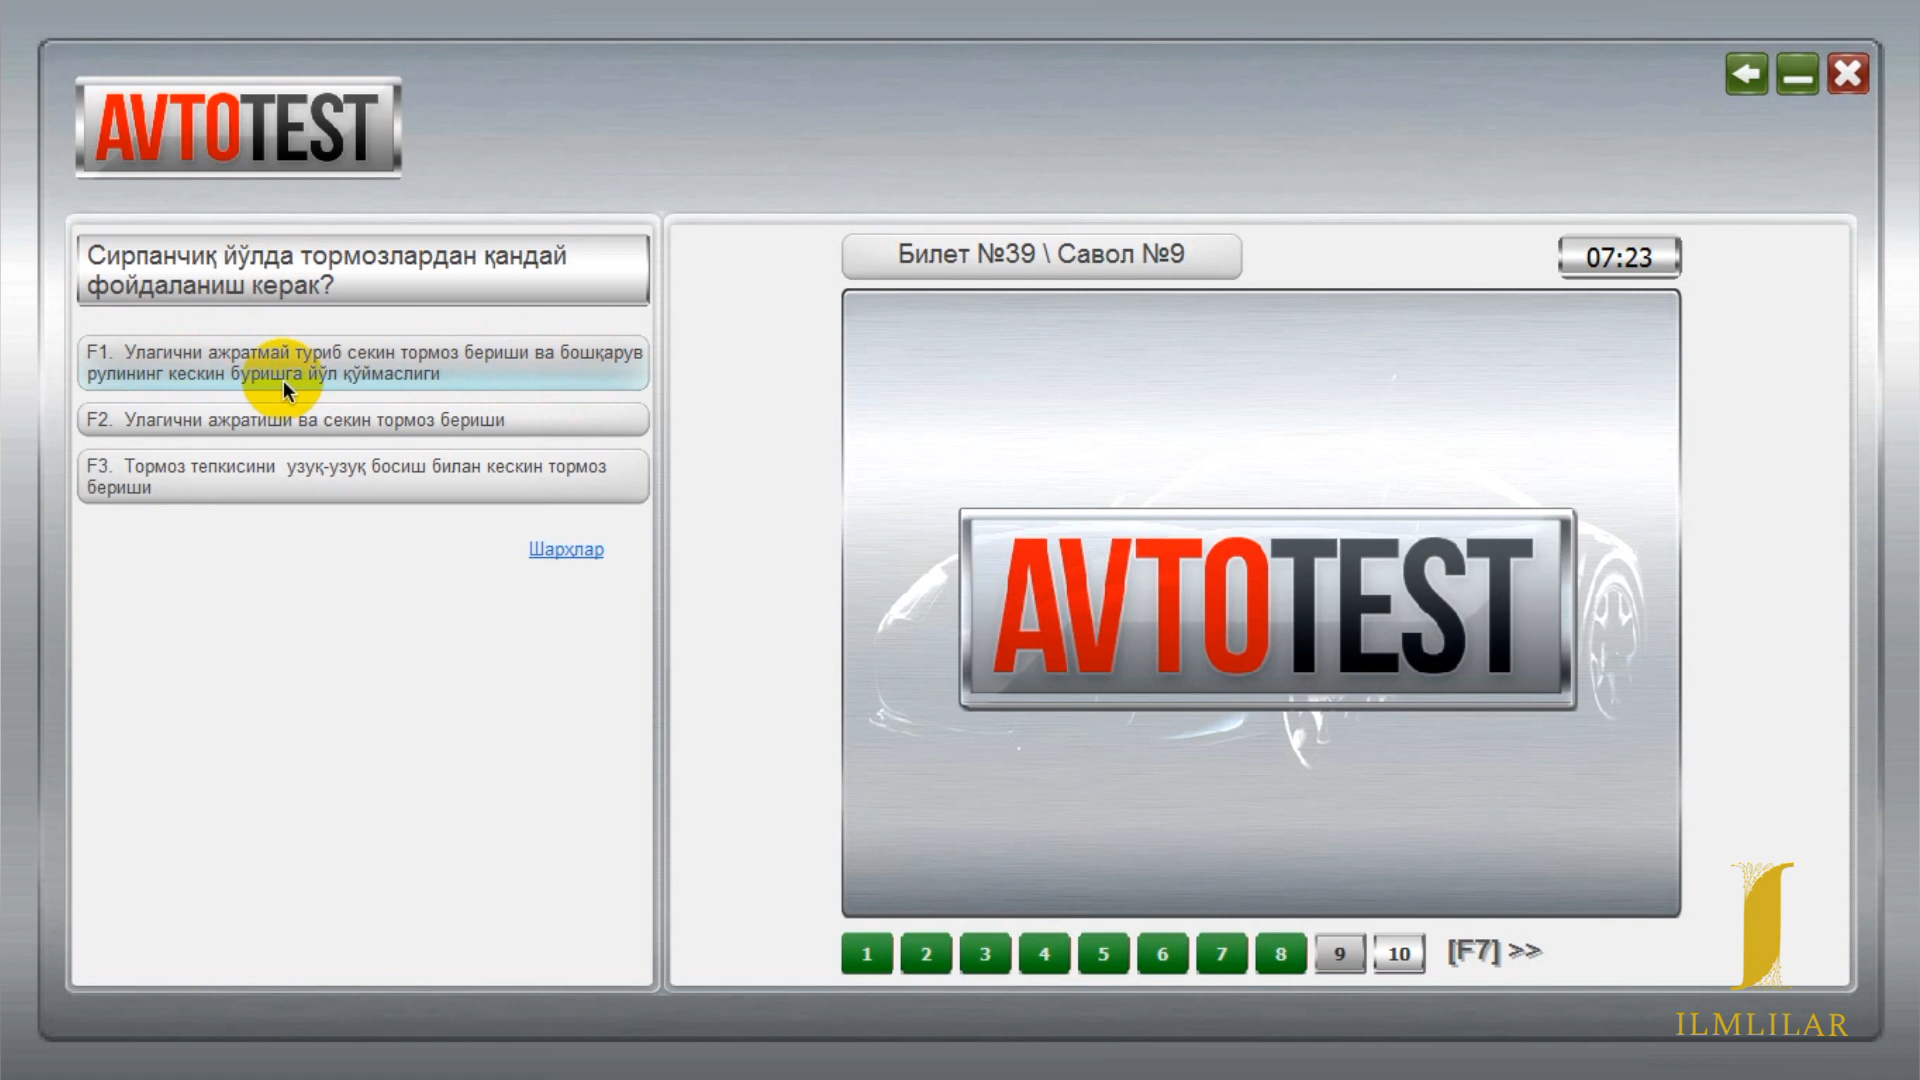 AVTOTEST
Сирпанчиқ йўлда тормозлардан қандай
фойдаланиш керак?
F1. Улагични ажратмай туриб секин тормоз бериши ва бошқарув
рулининг кескин буришга йўл қўймаслиги
F2. Улагични ажратиши ва секин тормоз бериши
F3. Тормоз тепкисини узуқ-узуқ босиш билан кескин тормоз
бериши
Шарҳлар
Билет №39 \ Савол №9
07:23
AVTOTEST
1 2 3 4 5 6 7 8 9 10 [F7] >>
ILMLILAR